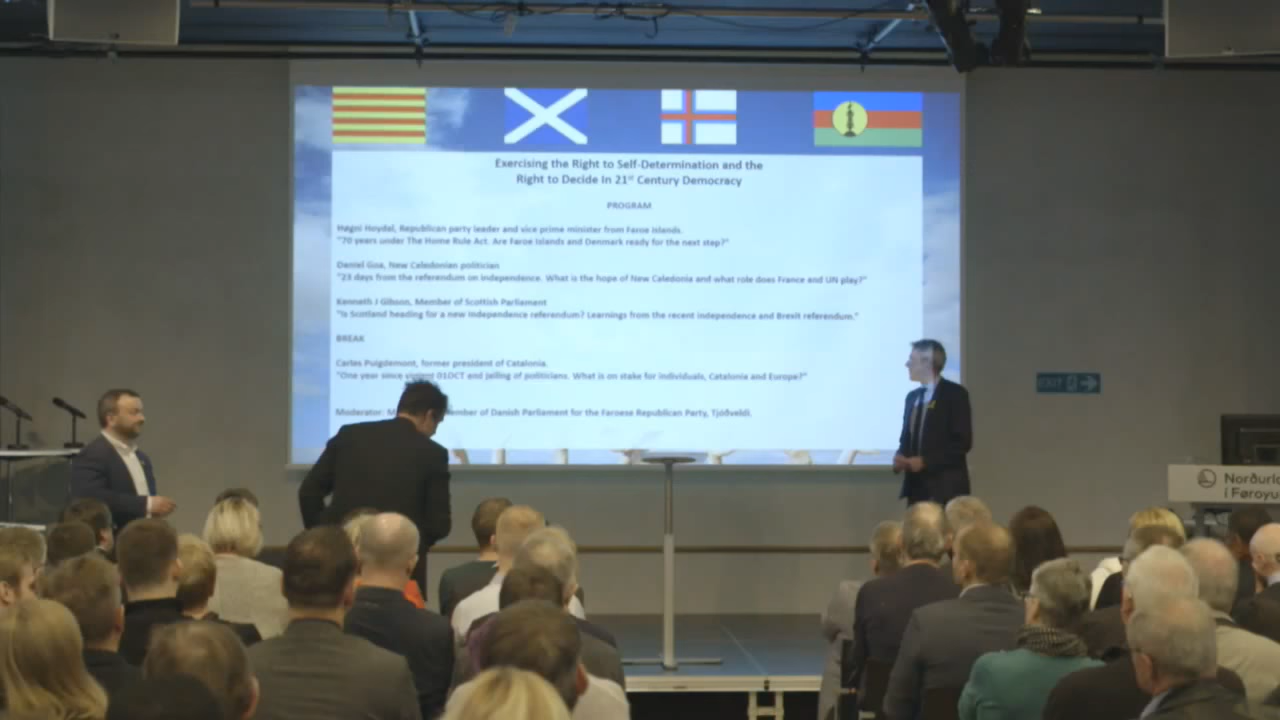 Exercising the Right to Self-Determination and the
Right to Decide In 21st Century Democracy
PROGRAM
Høgni Hoydal, Republican party leader and vice prime minister from Faroe Islands.
"70 years under The Home Rule Act. Are Faroe Islands and Denmark ready for the next step?"
Daniel Goa, New Caledonian politician
"23 days from the referendum on independence. What is the hope of New Caledonia and what role does France and UN play?"
Kenneth J Gibson, Member of Scottish Parliament
"Is Scotland heading for a new independence referendum? Learnings from the recent independence and Brexit referendum."
BREAK
Carles Puigdemont, former president of Catalonia.
"One year since violent 01OCT and jailing of politicians. What is on stake for individuals, Catalonia and Europe?"
Moderator: Member of Danish Parliament for the Faroese Republican Party, Tjóðveldi.
EXIT
Norðurl
í Føroyu